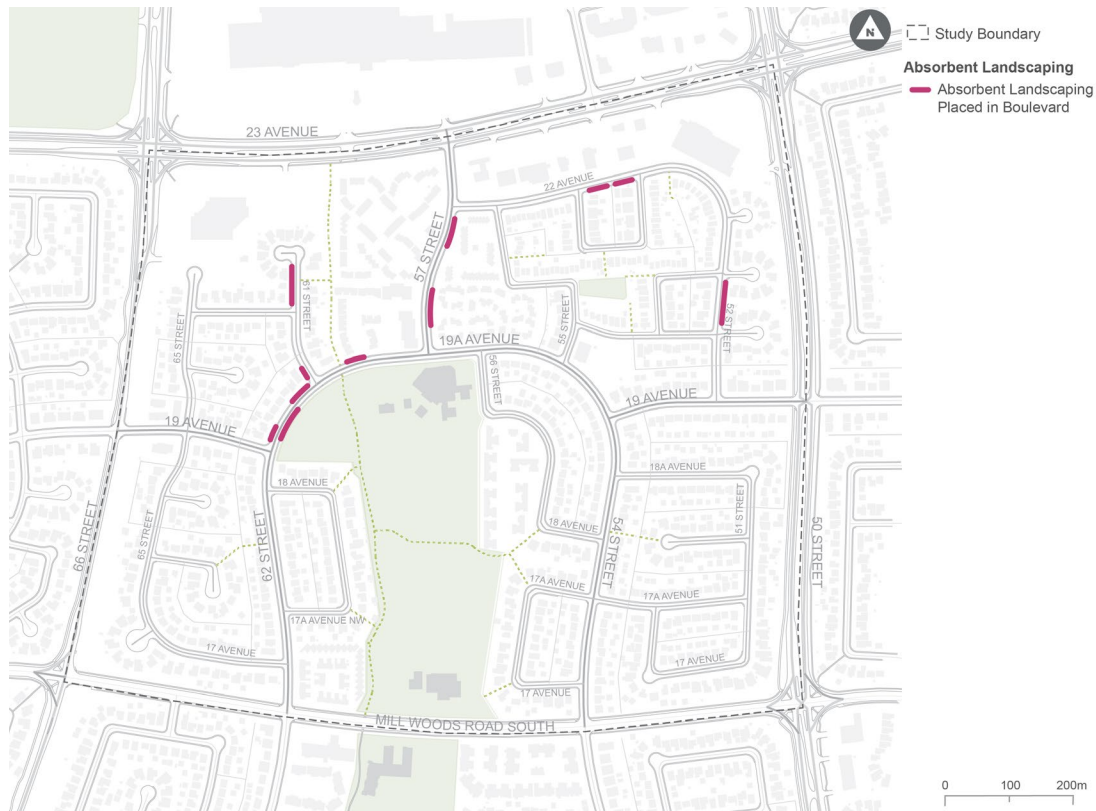 N
Study Boundary
Absorbent Landscaping
Absorbent Landscaping
Placed in Boulevard
23 AVENUE
22 AVENUE
57 STREET
61 STREET
65 STREET
19A AVENUE
55 STREET
52 STREET
56 STREET
19 AVENUE
19 AVENUE
18A AVENUE
18 AVENUE
51 STREET
66 STREET
65 STREET
62 STREET
18 AVENUE
54 STREET
50 STREET
17A AVENUE
17A AVENUE
17A AVENUE NW
17 AVENUE
17 AVENUE
17 AVENUE
MILL WOODS ROAD SOUTH
0 100 200m